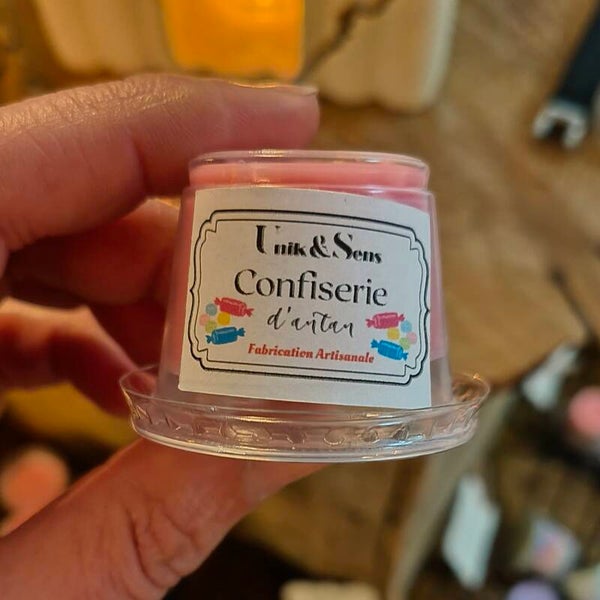 Unik&Sens
Confiserie
d'antan
Fabrication Artisanale